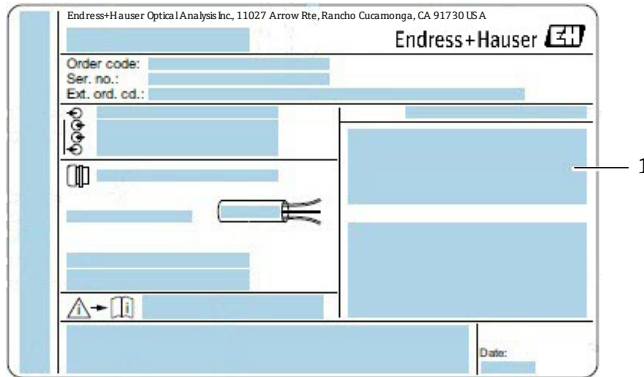 Endress+Hauser Optical Analysis Inc., 11027 Arrow Rte, Rancho Cucamonga, CA 91730 USA
Endress+Hauser EH
Order code:
Ser. no.:
Ext. ord. cd.:
1
Date: